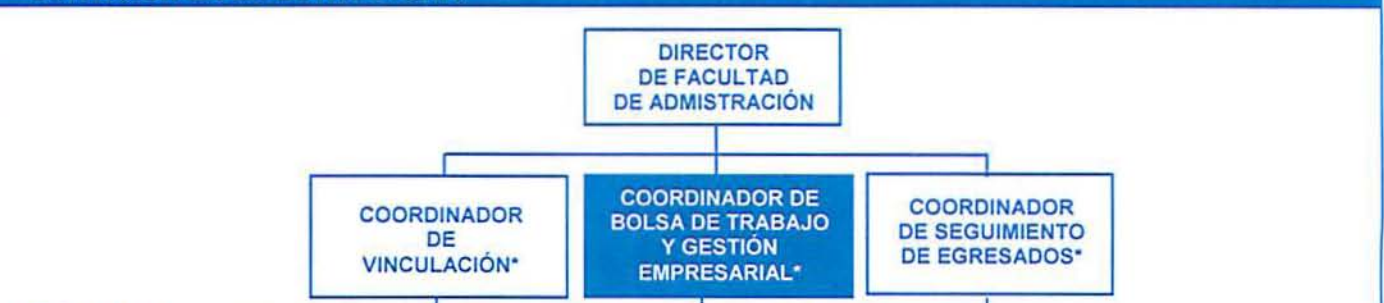 DIRECTOR
DE FACULTAD
DE ADMISTRACIÓN
COORDINADOR
DE
VINCULACIÓN*
COORDINADOR DE
BOLSA DE TRABAJO
Y GESTIÓN
EMPRESARIAL*
COORDINADOR
DE SEGUIMIENTO
DE EGRESADOS*